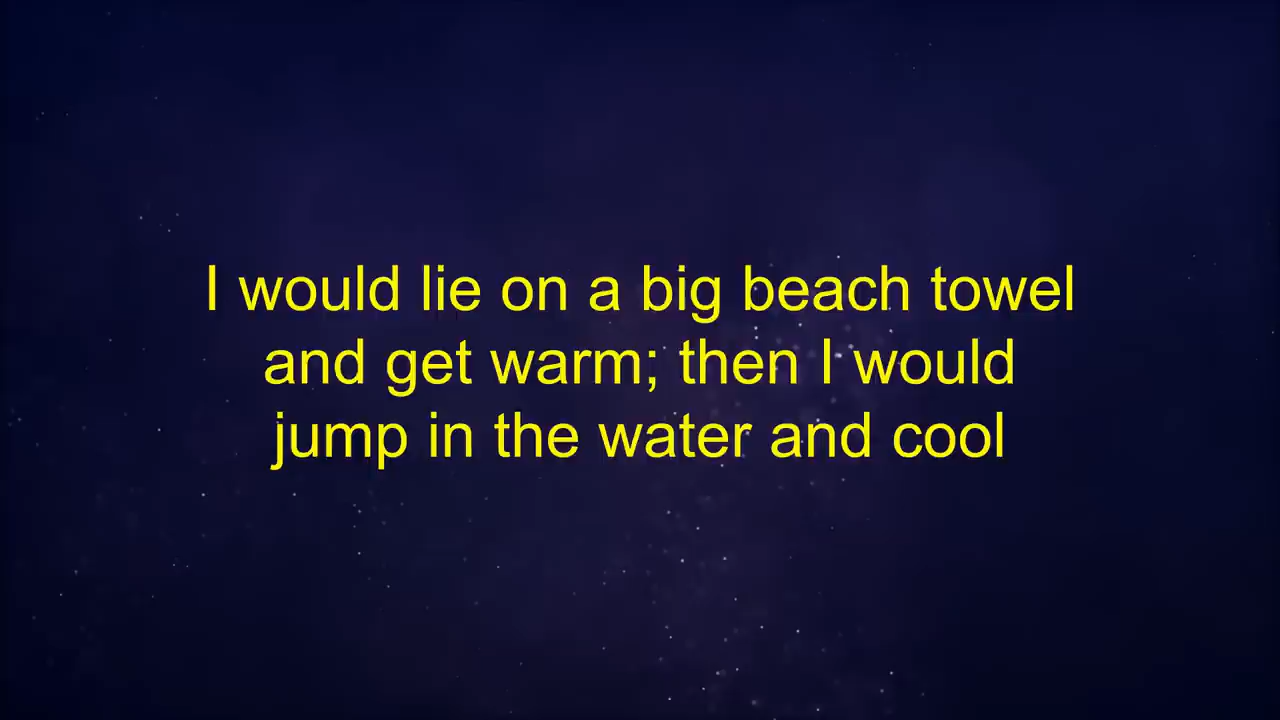 I would lie on a big beach towel
and get warm; then I would
jump in the water and cool